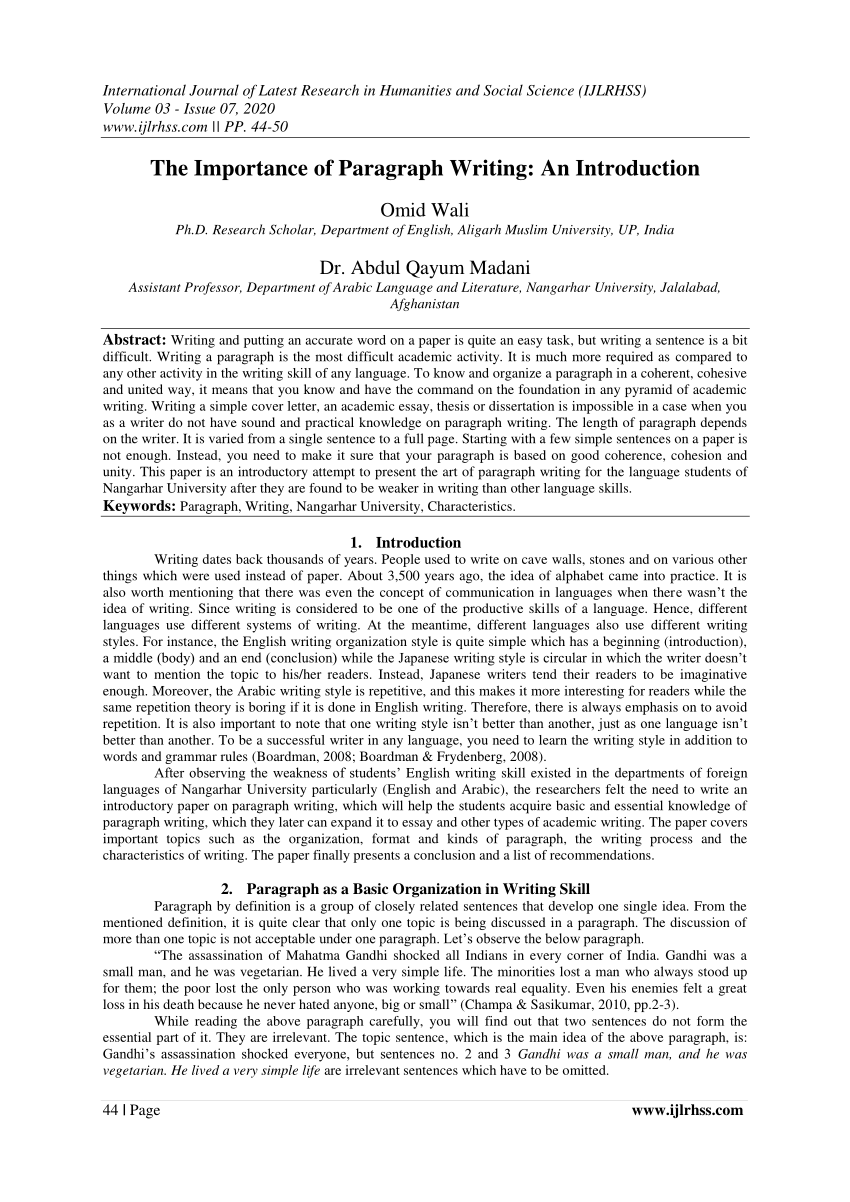 International Journal of Latest Research in Humanities and Social Science (IJLRHSS)
Volume 03 - Issue 07, 2020
www.ijlrhss.com || PP. 44-50
The Importance of Paragraph Writing: An Introduction
Omid Wali
Ph.D. Research Scholar, Department of English, Aligarh Muslim University, UP, India
Dr. Abdul Qayum Madani
Assistant Professor, Department of Arabic Language and Literature, Nangarhar University, Jalalabad,
Afghanistan
Abstract: Writing and putting an accurate word on a paper is quite an easy task, but writing a sentence is a bit
difficult. Writing a paragraph is the most difficult academic activity. It is much more required as compared to
any other activity in the writing skill of any language. To know and organize a paragraph in a coherent, cohesive
and united way, it means that you know and have the command on the foundation in any pyramid of academic
writing. Writing a simple cover letter, an academic essay, thesis or dissertation is impossible in a case when you
as a writer do not have sound and practical knowledge on paragraph writing. The length of paragraph depends
on the writer. It is varied from a single sentence to a full page. Starting with a few simple sentences on a paper is
not enough. Instead, you need to make it sure that your paragraph is based on good coherence, cohesion and
unity. This paper is an introductory attempt to present the art of paragraph writing for the language students of
Nangarhar University after they are found to be weaker in writing than other language skills.
Keywords: Paragraph, Writing, Nangarhar University, Characteristics.
1. Introduction
Writing dates back thousands of years. People used to write on cave walls, stones and on various other
things which were used instead of paper. About 3,500 years ago, the idea of alphabet came into practice. It is
also worth mentioning that there was even the concept of communication in languages when there wasn't the
idea of writing. Since writing is considered to be one of the productive skills of a language. Hence, different
languages use different systems of writing. At the meantime, different languages also use different writing
styles. For instance, the English writing organization style is quite simple which has a beginning (introduction),
a middle (body) and an end (conclusion) while the Japanese writing style is circular in which the writer doesn't
want to mention the topic to his/her readers. Instead, Japanese writers tend their readers to be imaginative
enough. Moreover, the Arabic writing style is repetitive, and this makes it more interesting for readers while the
same repetition theory is boring if it is done in English writing. Therefore, there is always emphasis on to avoid
repetition. It is also important to note that one writing style isn't better than another, just as one language isn't
better than another. To be a successful writer in any language, you need to learn the writing style in addition to
words and grammar rules (Boardman, 2008; Boardman & Frydenberg, 2008).
After observing the weakness of students' English writing skill existed in the departments of foreign
languages of Nangarhar University particularly (English and Arabic), the researchers felt the need to write an
introductory paper on paragraph writing, which will help the students acquire basic and essential knowledge of
paragraph writing, which they later can expand it to essay and other types of academic writing. The paper covers
important topics such as the organization, format and kinds of paragraph, the writing process and the
characteristics of writing. The paper finally presents a conclusion and a list of recommendations.
2. Paragraph as a Basic Organization in Writing Skill
Paragraph by definition is a group of closely related sentences that develop one single idea. From the
mentioned definition, it is quite clear that only one topic is being discussed in a paragraph. The discussion of
more than one topic is not acceptable under one paragraph. Let's observe the below paragraph.
"The assassination of Mahatma Gandhi shocked all Indians in every corner of India. Gandhi was a
small man, and he was vegetarian. He lived a very simple life. The minorities lost a man who always stood up
for them; the poor lost the only person who was working towards real equality. Even his enemies felt a great
loss in his death because he never hated anyone, big or small" (Champa & Sasikumar, 2010, pp.2-3).
While reading the above paragraph carefully, you will find out that two sentences do not form the
essential part of it. They are irrelevant. The topic sentence, which is the main idea of the above paragraph, is:
Gandhi's assassination shocked everyone, but sentences no. 2 and 3 Gandhi was a small man, and he was
vegetarian. He lived a very simple life are irrelevant sentences which have to be omitted.
44 | Page www.ijlrhss.com